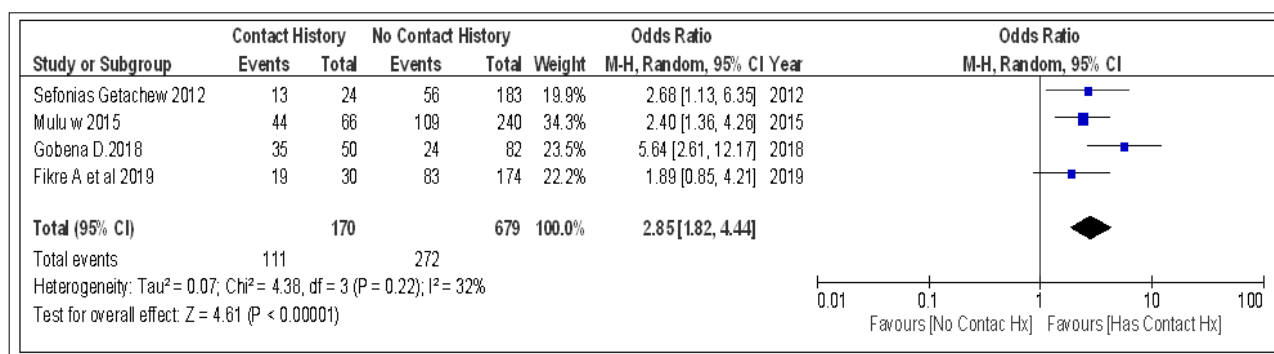 Contact History No Contact History Odds Ratio Odds Ratio
Study or Subgroup Events Total Events Total Weight M-H, Random, 95% CI Year M-H, Random, 95% CI
Sefonias Getachew 2012 13 24 56 183 19.9% 2.68 [1.13, 6.35] 2012
Mulu w 2015 44 66 109 240 34.3% 2.40 [1.36, 4.26] 2015
Gobena D.2018 35 50 24 82 23.5% 5.64 [2.61, 12.17] 2018
Fikre A et al 2019 19 30 83 174 22.2% 1.89 [0.85, 4.21] 2019
Total (95% CI) 170 679 100.0% 2.85 [1.82, 4.44]
Total events 111 272
Heterogeneity: Tau² = 0.07; Chi² = 4.38, df = 3 (P = 0.22); I² = 32%
Test for overall effect: Z = 4.61 (P < 0.00001)
0.01 0.1 1 10 100
Favours [No Contac Hx] Favours [Has Contact Hx]